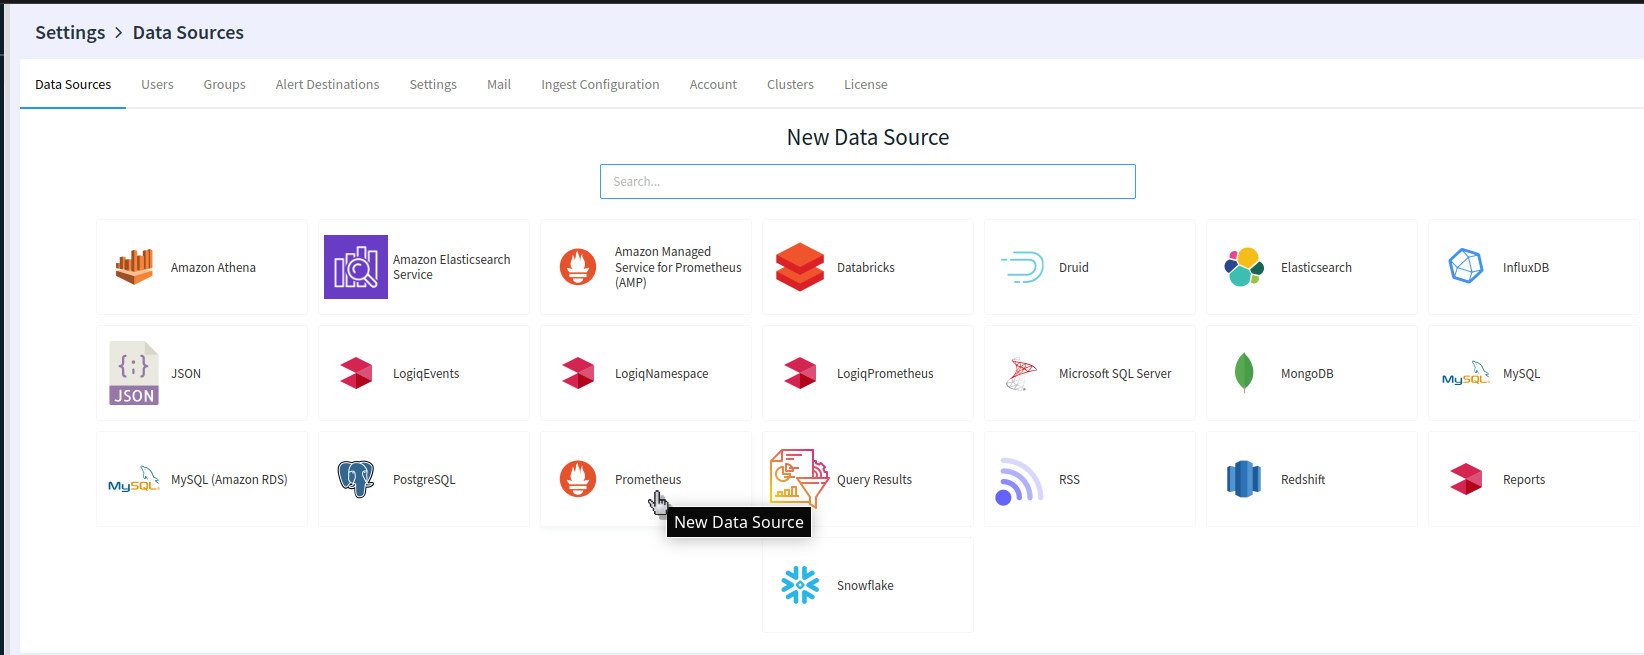 Settings > Data Sources
Data Sources Users Groups Alert Destinations Settings Mail Ingest Configuration Account Clusters License
New Data Source
Search...
Amazon Athena
Amazon Elasticsearch
Service
Amazon Managed
Service for Prometheus
(AMP)
Databricks
Druid
Elasticsearch
InfluxDB
{;}
JSON
JSON
LogiqEvents
LogiqNamespace
LogiqPrometheus
Microsoft SQL Server
MongoDB
MySQL
MySQL
MySQL
MySQL (Amazon RDS)
PostgreSQL
Prometheus
Query Results
RSS
Redshift
Reports
New Data Source
Snowflake